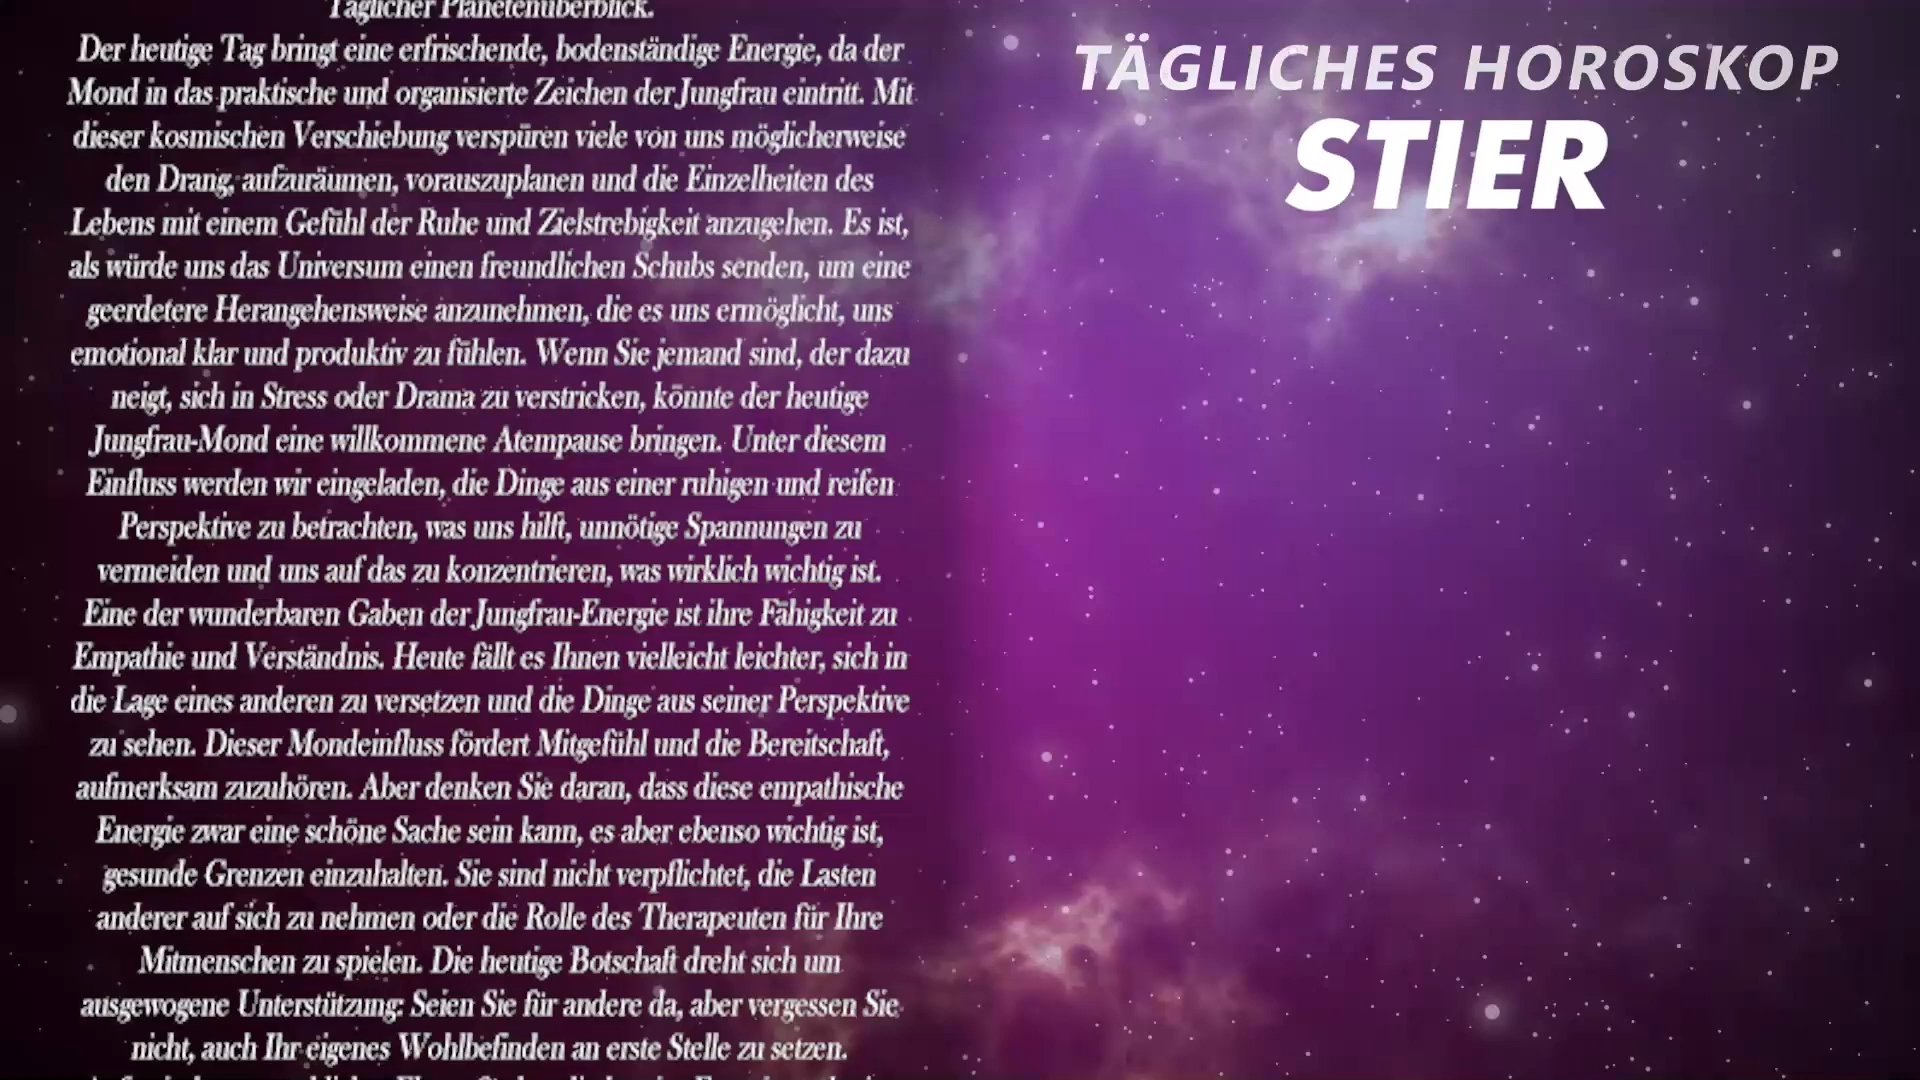 Täglicher Planetenüberblick.
Der heutige Tag bringt eine erfrischende, bodenständige Energie, da der
Mond in das praktische und organisierte Zeichen der Jungfrau eintritt. Mit
dieser kosmischen Verschiebung verspüren viele von uns möglicherweise
den Drang, aufzuräumen, vorauszuplanen und die Einzelheiten des
Lebens mit einem Gefühl der Ruhe und Zielstrebigkeit anzugehen. Es ist,
als würde uns das Universum einen freundlichen Schubs senden, um eine
geerdetere Herangehensweise anzunehmen, die es uns ermöglicht, uns
emotional klar und produktiv zu fühlen. Wenn Sie jemand sind, der dazu
neigt, sich in Stress oder Drama zu verstricken, könnte der heutige
Jungfrau-Mond eine willkommene Atempause bringen. Unter diesem
Einfluss werden wir eingeladen, die Dinge aus einer ruhigen und reifen
Perspektive zu betrachten, was uns hilft, unnötige Spannungen zu
vermeiden und uns auf das zu konzentrieren, was wirklich wichtig ist.
Eine der wunderbaren Gaben der Jungfrau-Energie ist ihre Fähigkeit zu
Empathie und Verständnis. Heute fällt es Ihnen vielleicht leichter, sich in
die Lage eines anderen zu versetzen und die Dinge aus seiner Perspektive
zu sehen. Dieser Mondeinfluss fördert Mitgefühl und die Bereitschaft,
aufmerksam zuzuhören. Aber denken Sie daran, dass diese empathische
Energie zwar eine schöne Sache sein kann, es aber ebenso wichtig ist,
gesunde Grenzen einzuhalten. Sie sind nicht verpflichtet, die Lasten
anderer auf sich zu nehmen oder die Rolle des Therapeuten für Ihre
Mitmenschen zu spielen. Die heutige Botschaft dreht sich um
ausgewogene Unterstützung: Seien Sie für andere da, aber vergessen Sie
nicht, auch Ihr eigenes Wohlbefinden an erste Stelle zu setzen.
TÄGLICHES HOROSKOP
STIER